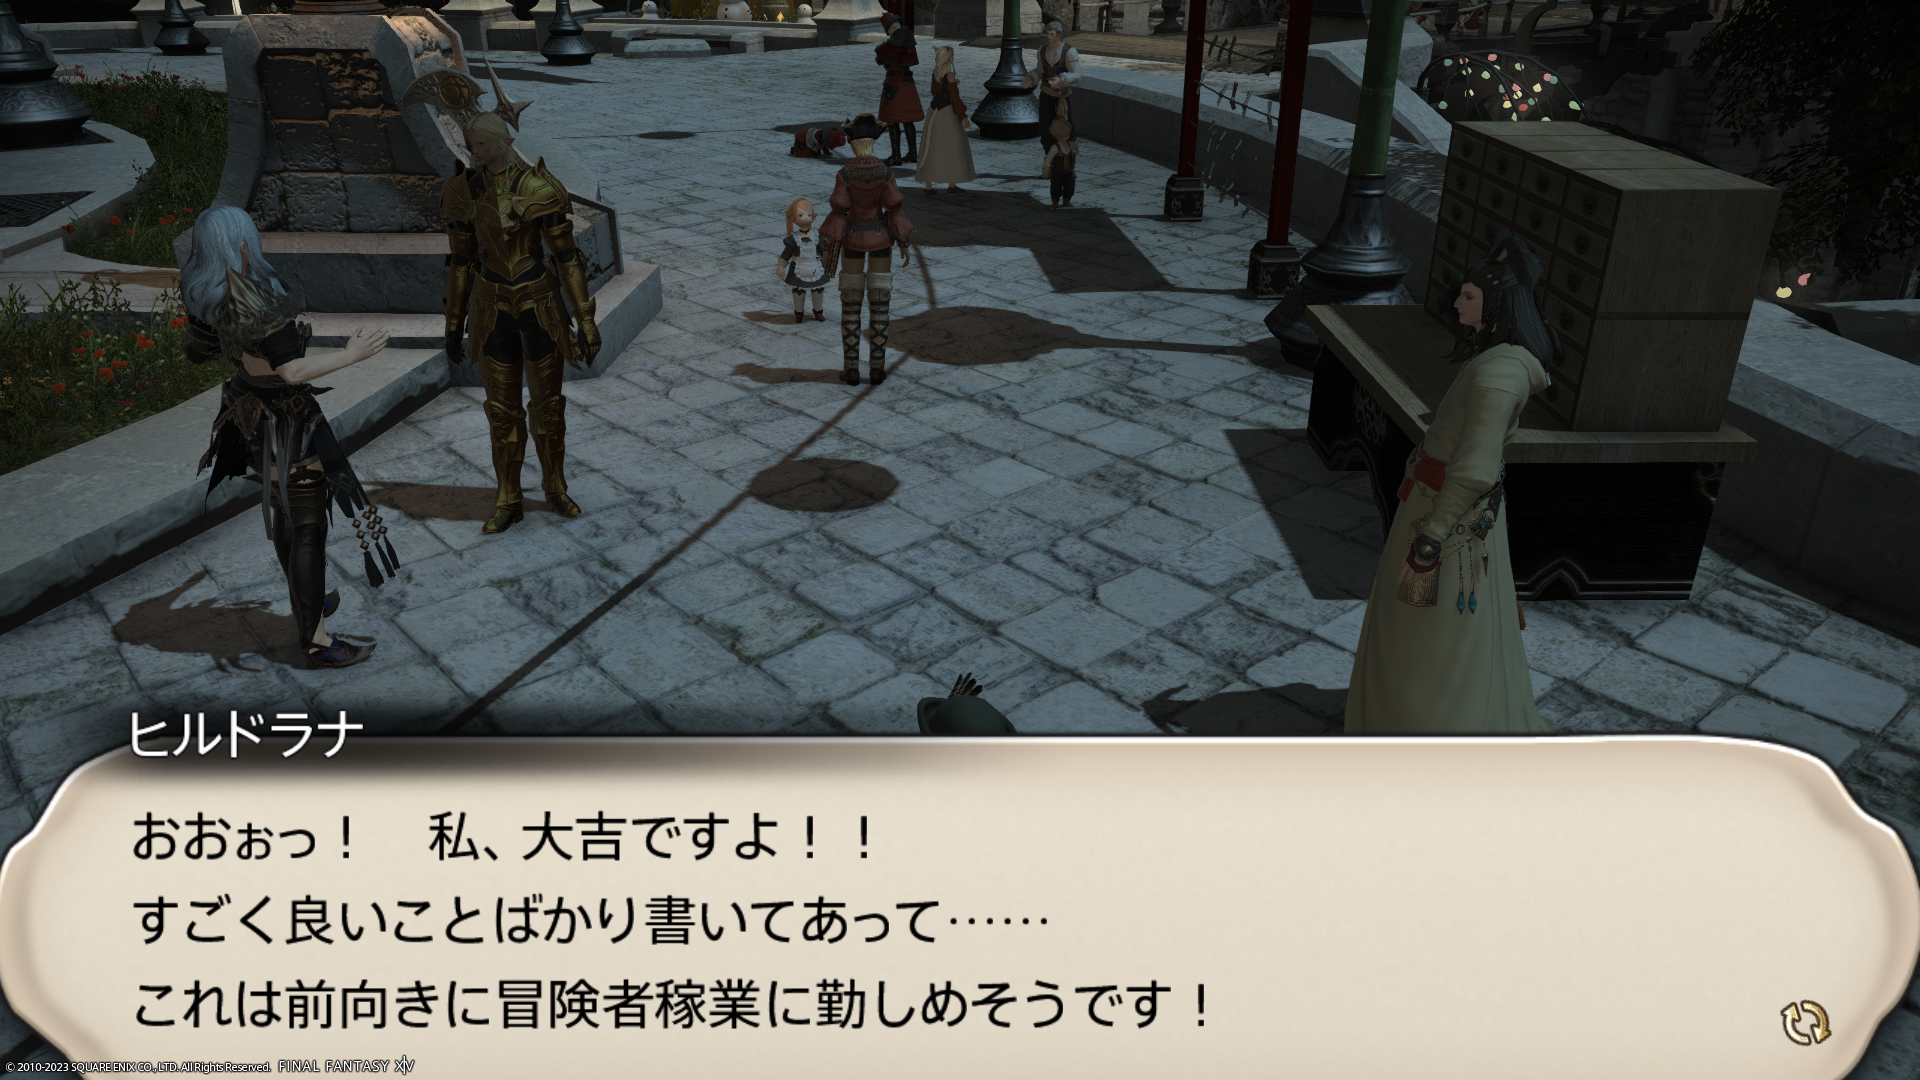 ヒルドラナ
おおぉっ！　私、大吉ですよ！！
すごく良いことばかり書いてあって……
これは前向きに冒険者稼業に勤しめそうです！
© 2010-2023 SQUARE ENIX CO., LTD. All Rights Reserved. FINAL FANTASY XIV